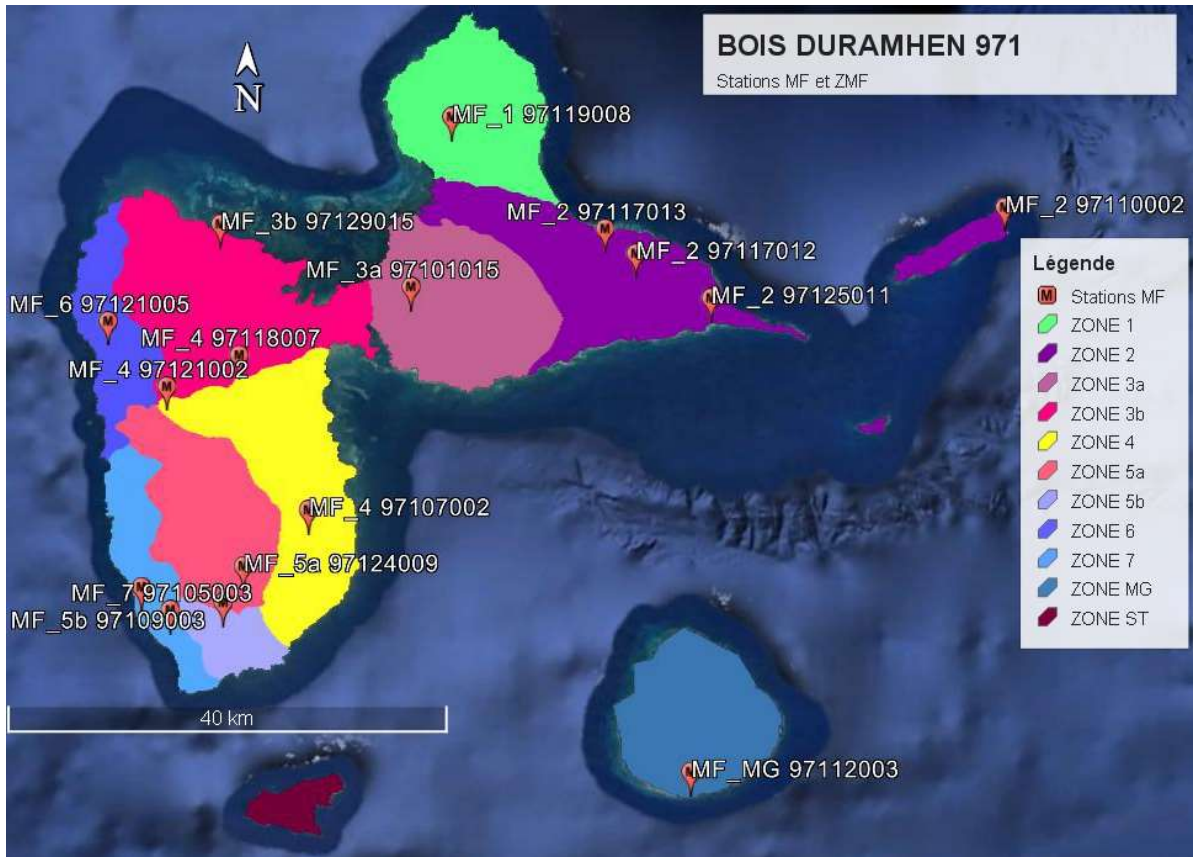 BOIS DURAMHEN 971
Stations MF et ZMF
N
MF_1 97119008
MF_2 97110002
MF_3b 97129015
MF_2 97117013
MF_2 97117012
MF_3a 97101015
MF_2 97125011
MF_6 97121005
MF_4 97118007
MF_4 97121002
MF_4 97107002
MF_5a 97124009
MF_7 97105003
MF_5b 97109003
MF_MG 97112003
40 km
Légende
M Stations MF
ZONE 1
ZONE 2
ZONE 3a
ZONE 3b
ZONE 4
ZONE 5a
ZONE 5b
ZONE 6
ZONE 7
ZONE MG
ZONE ST